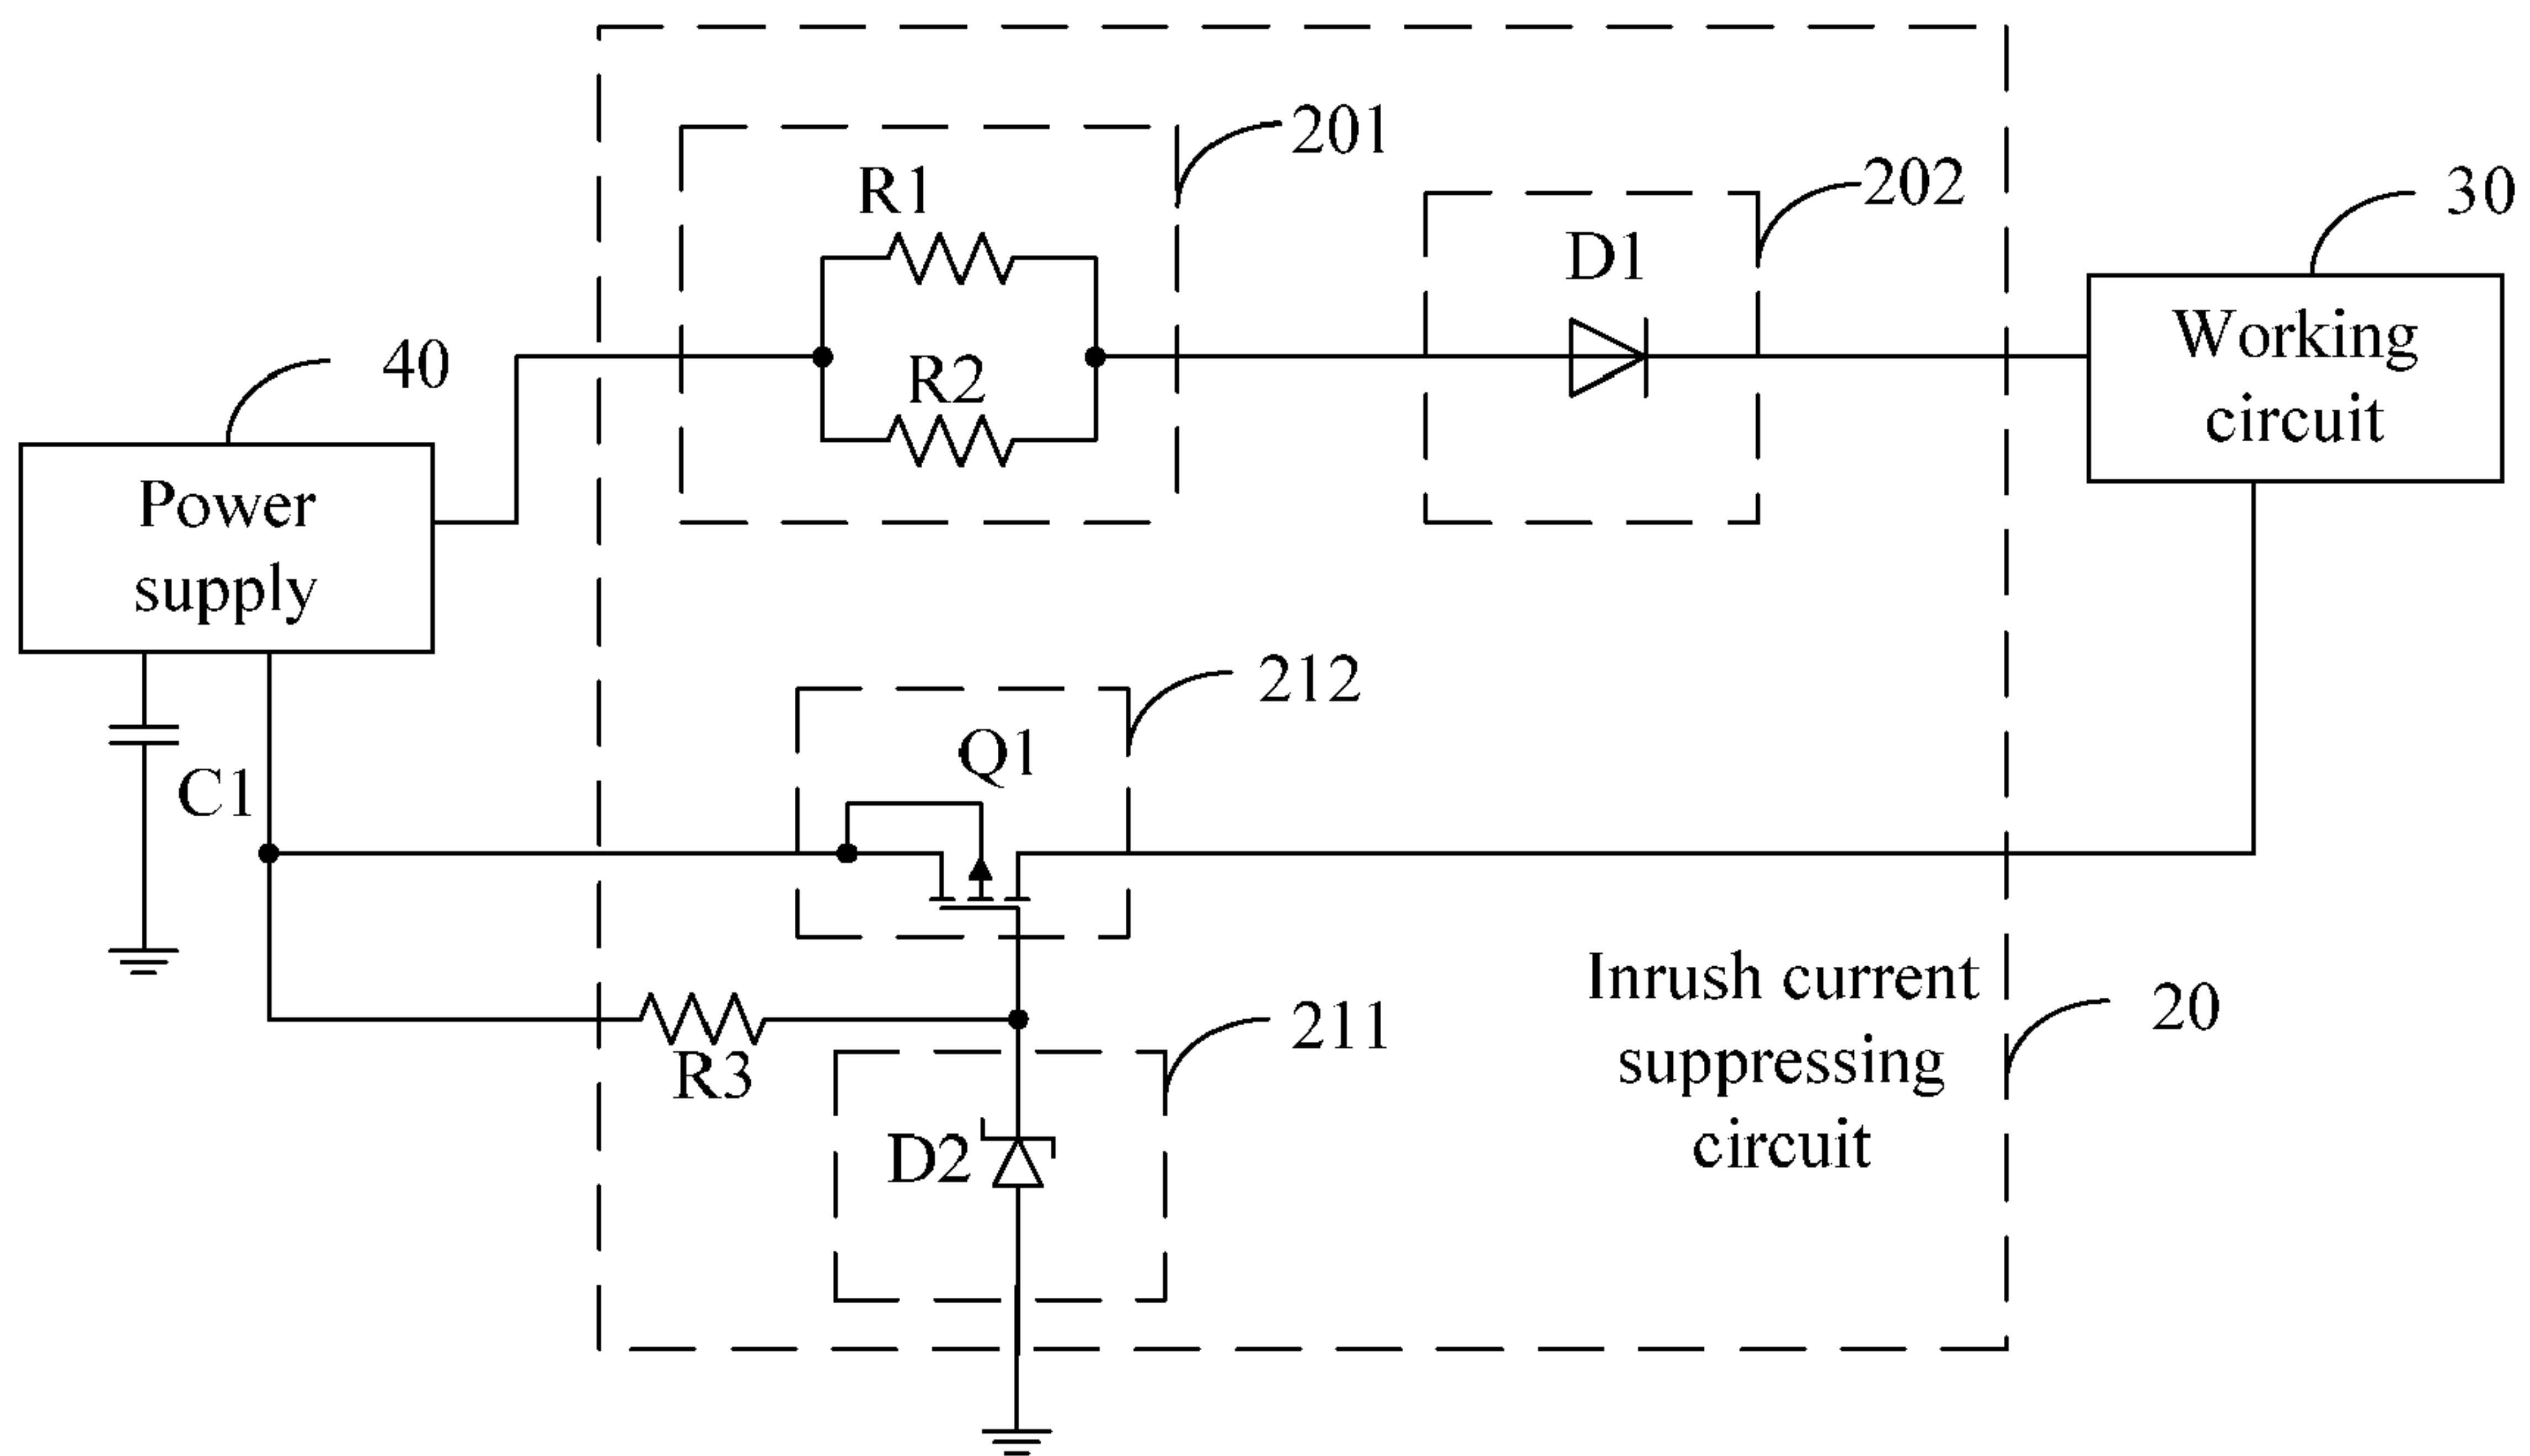 201
R1
202
30
D1
Working
circuit
40
R2
Power
supply
212
Q1
C1
Inrush current
suppressing
circuit
20
211
R3
D2